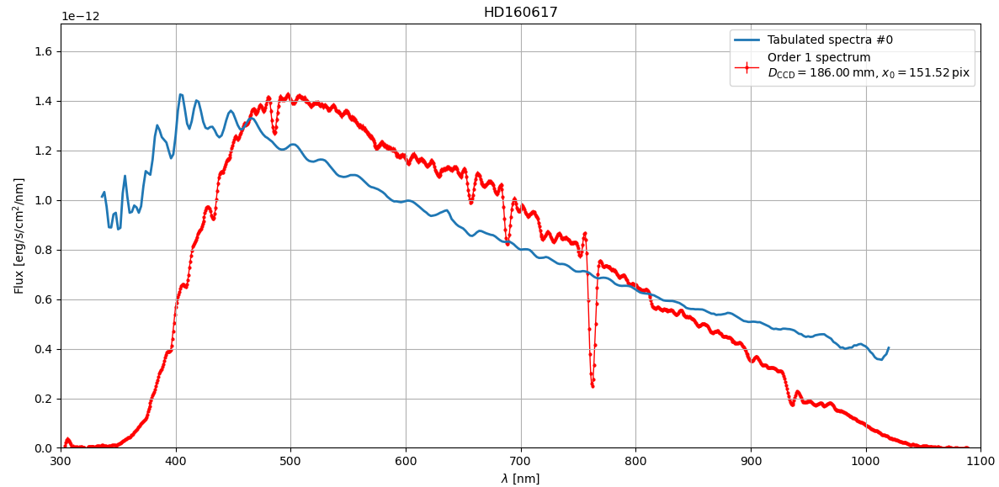 HD160617
1e−12
Tabulated spectra #0
Order 1 spectrum
D_CCD = 186.00 mm, x_0 = 151.52 pix
Flux [erg/s/cm²/nm]
1.6
1.4
1.2
1.0
0.8
0.6
0.4
0.2
0.0
300 400 500 600 700 800 900 1000 1100
λ [nm]